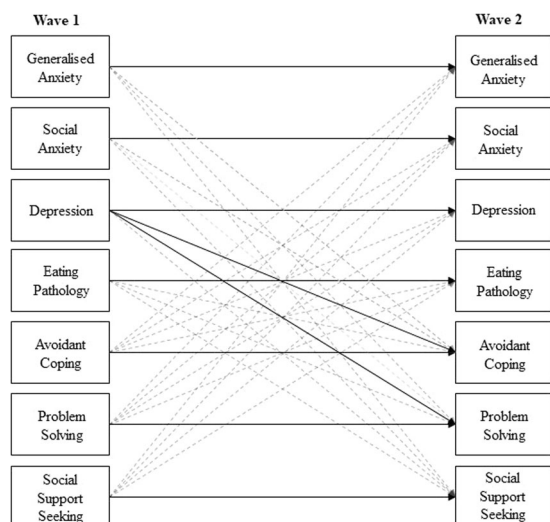 Wave 1
Wave 2
Generalised
Anxiety
Generalised
Anxiety
Social
Anxiety
Social
Anxiety
Depression
Depression
Eating
Pathology
Eating
Pathology
Avoidant
Coping
Avoidant
Coping
Problem
Solving
Problem
Solving
Social
Support
Seeking
Social
Support
Seeking